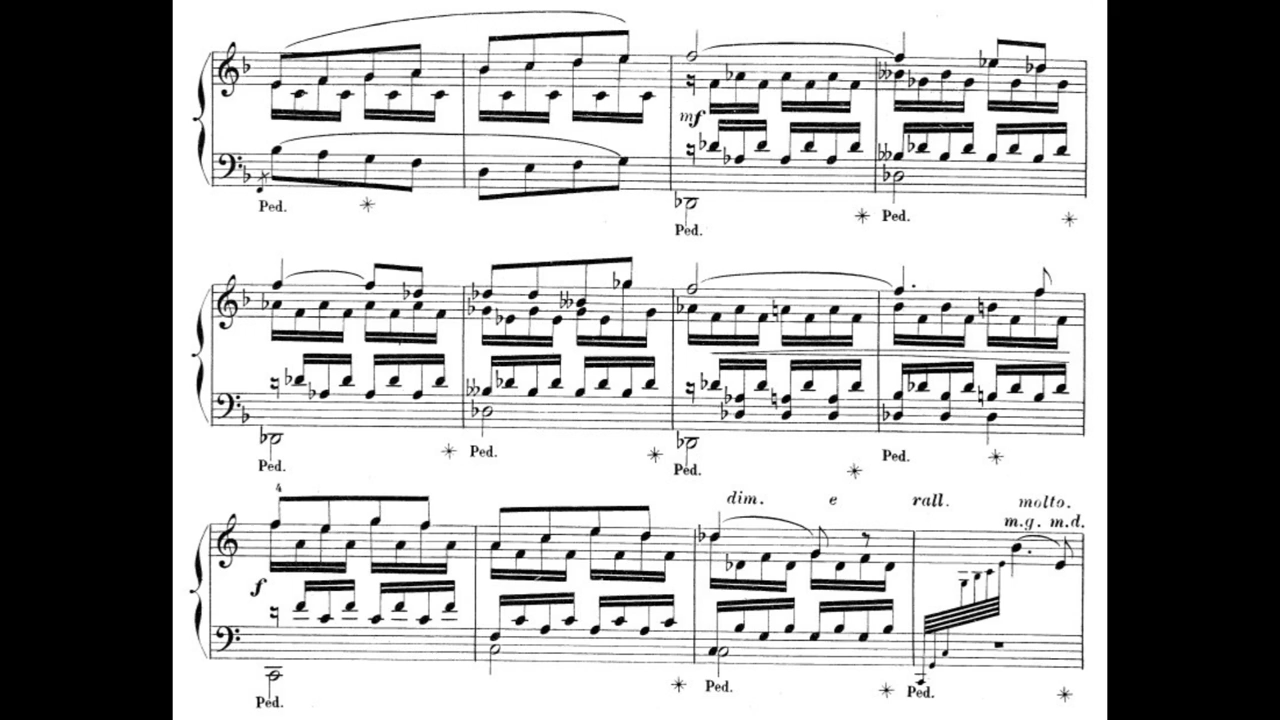 mf
Ped.
Ped. Ped.
Ped. Ped. Ped. Ped.
4
dim. e rall. molto.
m.g. m.d.
f
Ped. Ped. Ped.